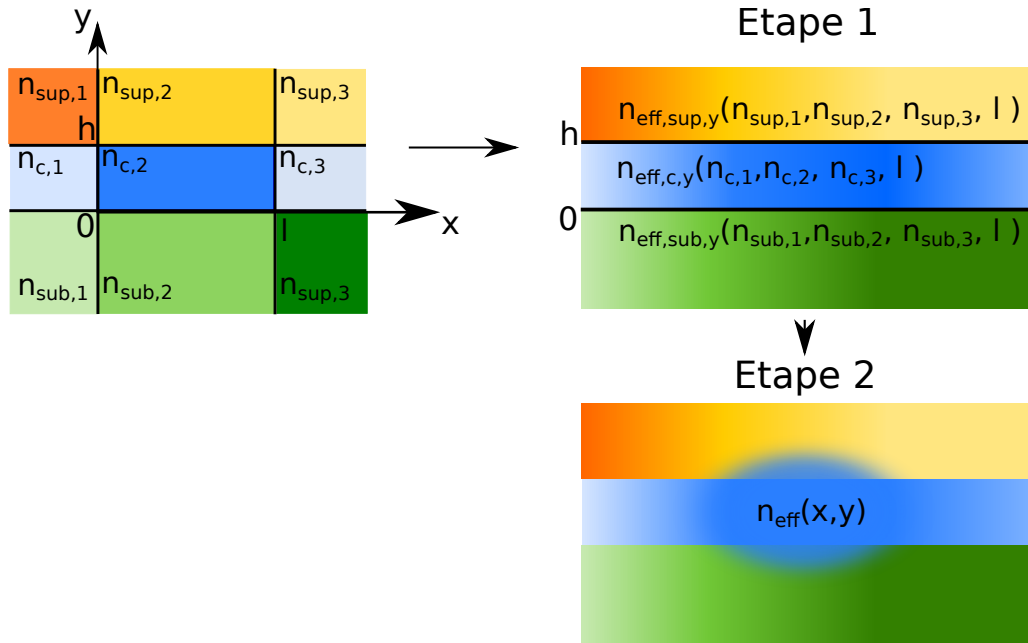 y
n_sup,1 n_sup,2 n_sup,3
h
n_c,1 n_c,2 n_c,3
0 l x
n_sub,1 n_sub,2 n_sup,3
Etape 1
n_eff,sup,y(n_sup,1,n_sup,2, n_sup,3, l )
h
n_eff,c,y(n_c,1,n_c,2, n_c,3, l )
0
n_eff,sub,y(n_sub,1,n_sub,2, n_sub,3, l )
Etape 2
n_eff(x,y)